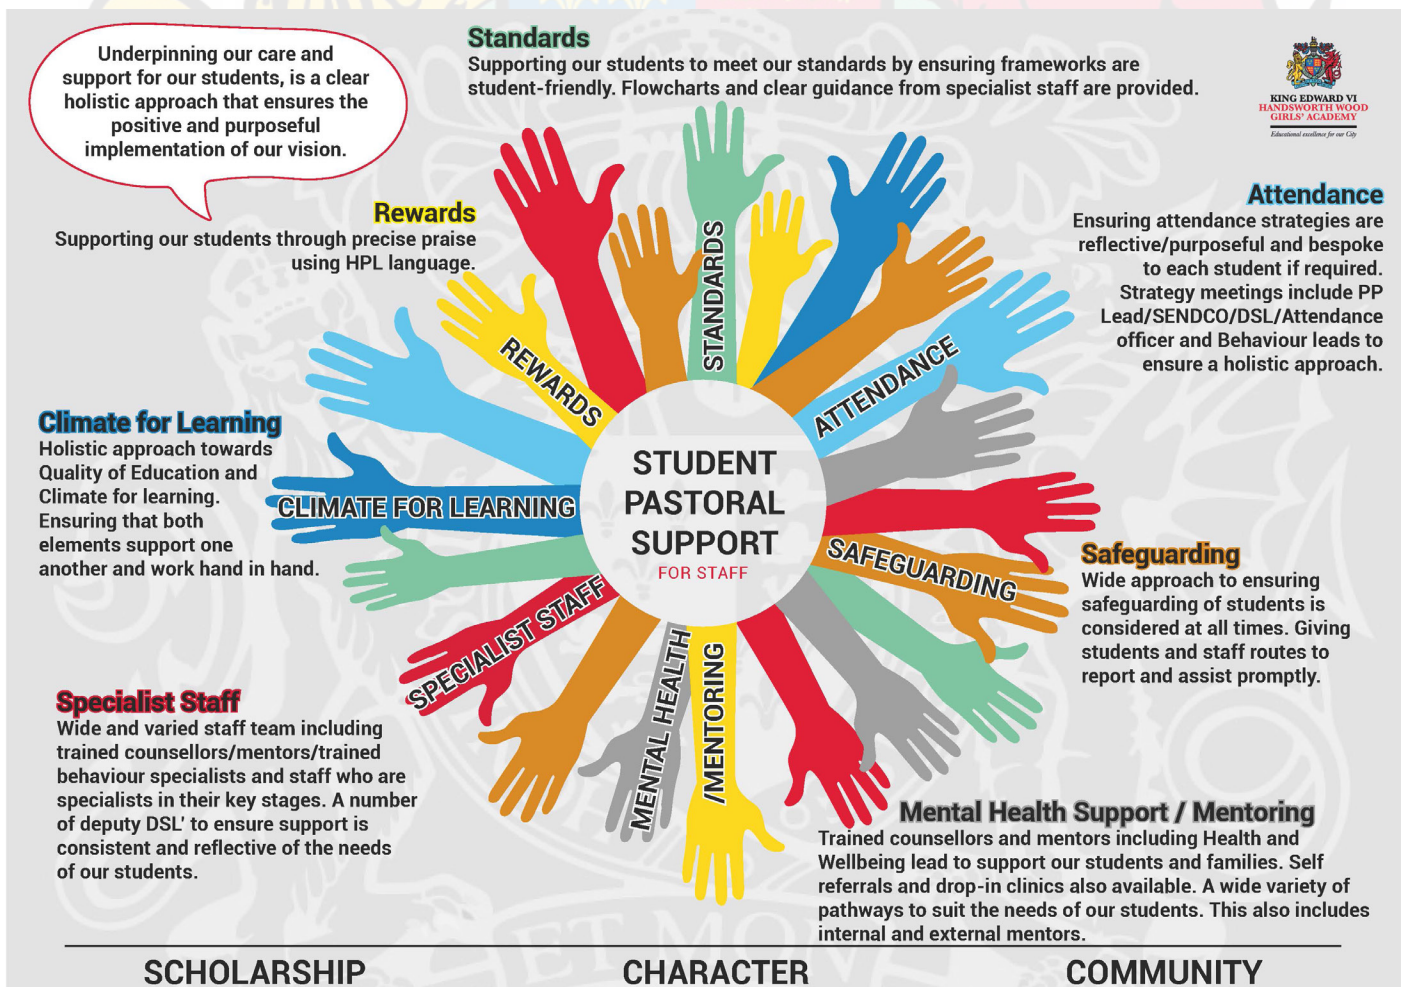 Underpinning our care and
support for our students, is a clear
holistic approach that ensures the
positive and purposeful
implementation of our vision.
Standards
Supporting our students to meet our standards by ensuring frameworks are
student-friendly. Flowcharts and clear guidance from specialist staff are provided.
KING EDWARD VI
HANDSWORTH WOOD
GIRLS' ACADEMY
Educational excellence for our City
Rewards
Supporting our students through precise praise
using HPL language.
Attendance
Ensuring attendance strategies are
reflective/purposeful and bespoke
to each student if required.
Strategy meetings include PP
Lead/SENDCO/DSL/Attendance
officer and Behaviour leads to
ensure a holistic approach.
STANDARDS
REWARDS
ATTENDANCE
Climate for Learning
Holistic approach towards
Quality of Education and
Climate for learning.
Ensuring that both
elements support one
another and work hand in hand.
CLIMATE FOR LEARNING
STUDENT
PASTORAL
SUPPORT
FOR STAFF
SAFEGUARDING
Safeguarding
Wide approach to ensuring
safeguarding of students is
considered at all times. Giving
students and staff routes to
report and assist promptly.
SPECIALIST STAFF
MENTAL HEALTH
/MENTORING
Specialist Staff
Wide and varied staff team including
trained counsellors/mentors/trained
behaviour specialists and staff who are
specialists in their key stages. A number
of deputy DSL' to ensure support is
consistent and reflective of the needs
of our students.
Mental Health Support / Mentoring
Trained counsellors and mentors including Health and
Wellbeing lead to support our students and families. Self
referrals and drop-in clinics also available. A wide variety of
pathways to suit the needs of our students. This also includes
internal and external mentors.
ET MON
SCHOLARSHIP
CHARACTER
COMMUNITY